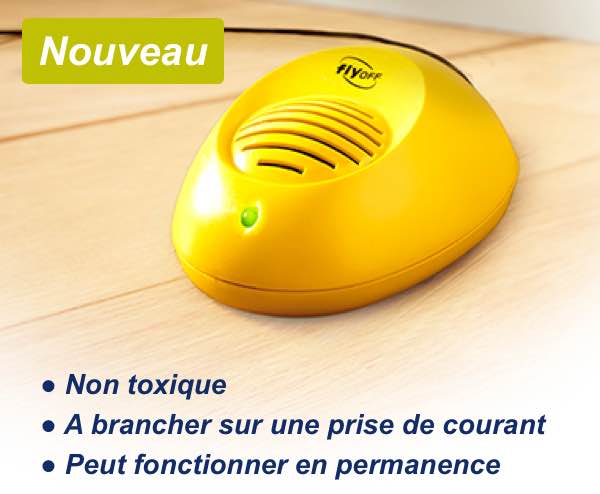 Nouveau
flyOFF
● Non toxique
● A brancher sur une prise de courant
● Peut fonctionner en permanence